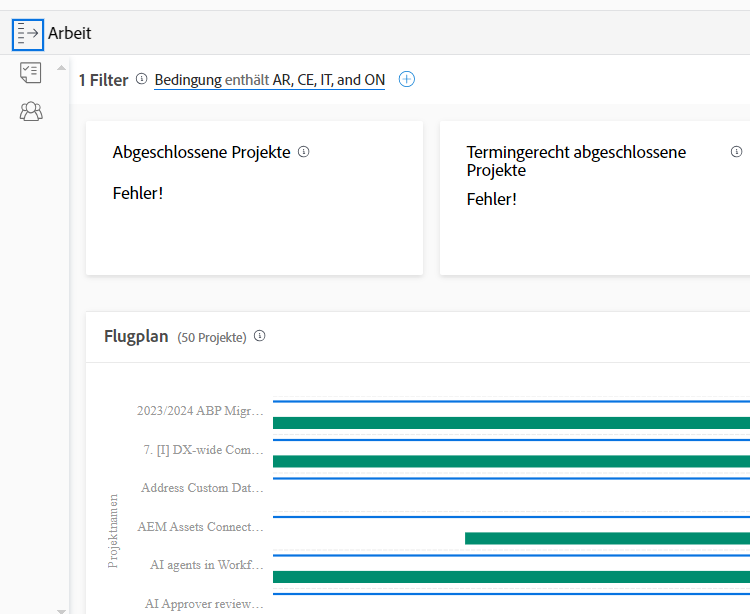 Arbeit
1 Filter Bedingung enthält AR, CE, IT, and ON
Abgeschlossene Projekte
Fehler!
Termingerecht abgeschlossene
Projekte
Fehler!
Flugplan (50 Projekte)
Projektnamen
2023/2024 ABP Migr…
7. [I] DX-wide Com…
Address Custom Dat…
AEM Assets Connect…
AI agents in Workf…
AI Approver review…